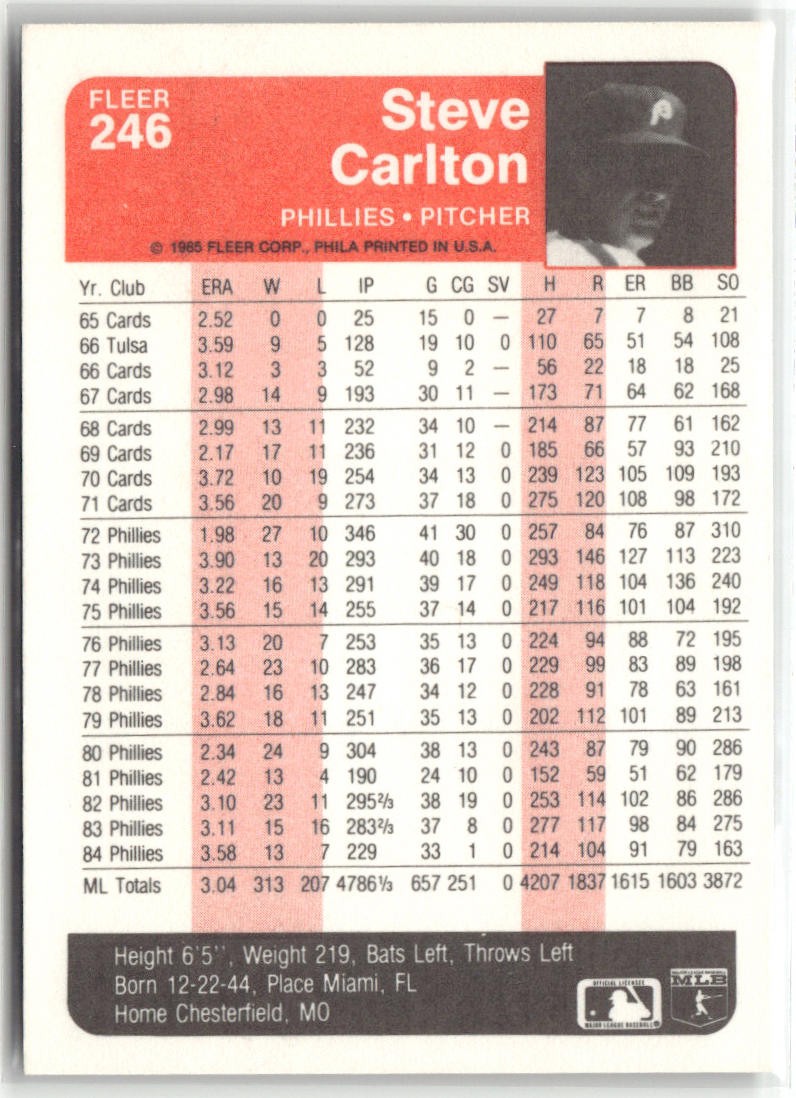 FLEER
246
Steve
Carlton
PHILLIES • PITCHER
© 1985 FLEER CORP., PHILA PRINTED IN U.S.A.
Yr. Club ERA W L IP G CG SV H R ER BB SO
65 Cards 2.52 0 0 25 15 0 — 27 7 7 8 21
66 Tulsa 3.59 9 5 128 19 10 0 110 65 51 54 108
66 Cards 3.12 3 3 52 9 2 — 56 22 18 18 25
67 Cards 2.98 14 9 193 30 11 — 173 71 64 62 168
68 Cards 2.99 13 11 232 34 10 — 214 87 77 61 162
69 Cards 2.17 17 11 236 31 12 0 185 66 57 93 210
70 Cards 3.72 10 19 254 34 13 0 239 123 105 109 193
71 Cards 3.56 20 9 273 37 18 0 275 120 108 98 172
72 Phillies 1.98 27 10 346 41 30 0 257 84 76 87 310
73 Phillies 3.90 13 20 293 40 18 0 293 146 127 113 223
74 Phillies 3.22 16 13 291 39 17 0 249 118 104 136 240
75 Phillies 3.56 15 14 255 37 14 0 217 116 101 104 192
76 Phillies 3.13 20 7 253 35 13 0 224 94 88 72 195
77 Phillies 2.64 23 10 283 36 17 0 229 99 83 89 198
78 Phillies 2.84 16 13 247 34 12 0 228 91 78 63 161
79 Phillies 3.62 18 11 251 35 13 0 202 112 101 89 213
80 Phillies 2.34 24 9 304 38 13 0 243 87 79 90 286
81 Phillies 2.42 13 4 190 24 10 0 152 59 51 62 179
82 Phillies 3.10 23 11 295⅔ 38 19 0 253 114 102 86 286
83 Phillies 3.11 15 16 283⅔ 37 8 0 277 117 98 84 275
84 Phillies 3.58 13 7 229 33 1 0 214 104 91 79 163
ML Totals 3.04 313 207 4786⅓ 657 251 0 4207 1837 1615 1603 3872
Height 6'5'', Weight 219, Bats Left, Throws Left
Born 12-22-44, Place Miami, FL
Home Chesterfield, MO
OFFICIAL LICENSEE
MAJOR LEAGUE BASEBALL
MAJOR LEAGUE BASEBALL
MLB
P